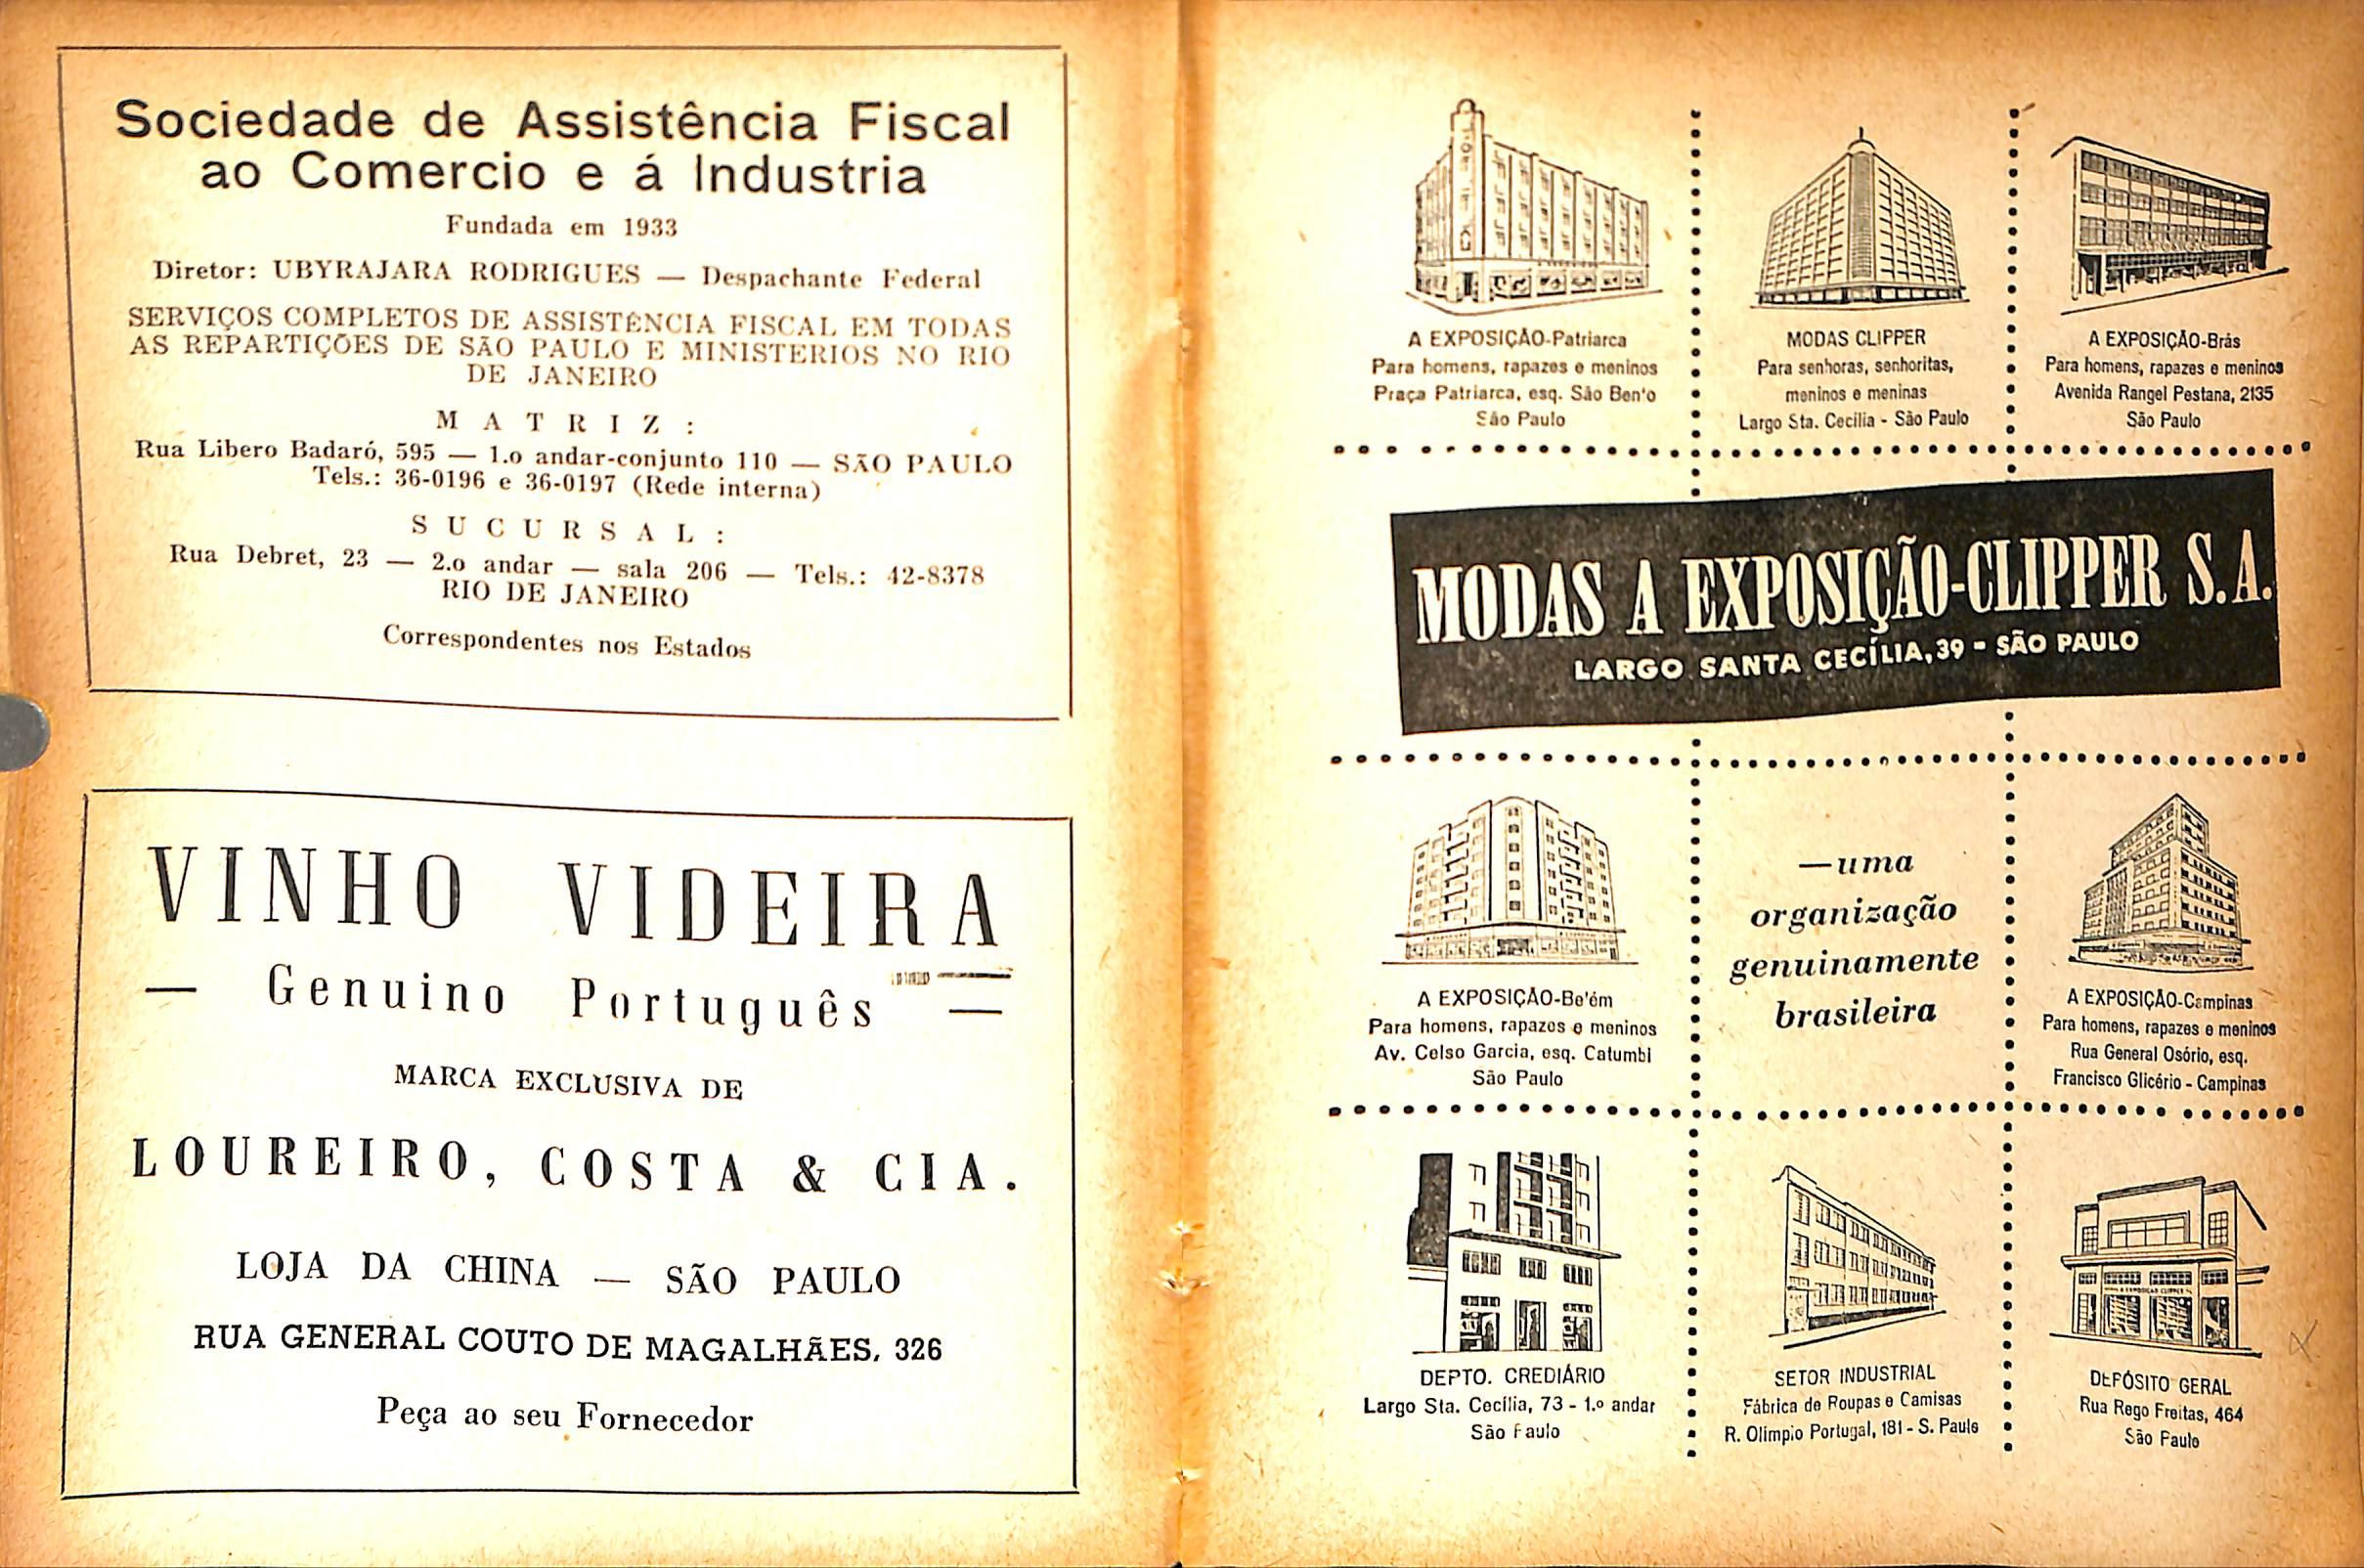 Sociedade de Assistência Fiscal
ao Comercio e á Industria
Fundada em 1933
Diretor: UBYRAJARA RODRIGUES — Despachante Federal
SERVIÇOS COMPLETOS DE ASSISTÊNCIA FISCAL EM TODAS
AS REPARTIÇÕES DE SÃO PAULO E MINISTERIOS NO RIO
DE JANEIRO
MATRIZ:
Rua Libero Badaró, 595 — 1.o andar-conjunto 110 — SÃO PAULO
Tels.: 36-0196 e 36-0197 (Rede interna)
SUCURSAL:
Rua Debret, 23 — 2.o andar — sala 206 — Tels.: 42-8378
RIO DE JANEIRO
Correspondentes nos Estados
VINHO VIDEIRA
— Genuino Português —
MARCA EXCLUSIVA DE
LOUREIRO, COSTA & CIA.
LOJA DA CHINA — SÃO PAULO
RUA GENERAL COUTO DE MAGALHÃES, 326
Peça ao seu Fornecedor
A EXPOSIÇÃO-Patriarca
Para homens, rapazes e meninos
Praça Patriarca, esq. São Ben'o
São Paulo
MODAS CLIPPER
Para senhoras, senhoritas,
meninos e meninas
Largo Sta. Cecília - São Paulo
A EXPOSIÇÃO-Brás
Para homens, rapazes e meninos
Avenida Rangel Pestana, 2135
São Paulo
MODAS A EXPOSIÇÃO-CLIPPER S.A.
LARGO SANTA CECÍLIA, 39 - SÃO PAULO
A EXPOSIÇÃO-Be'ém
Para homens, rapazes e meninos
Av. Celso Garcia, esq. Catumbi
São Paulo
—uma
organização
genuinamente
brasileira
A EXPOSIÇÃO-Campinas
Para homens, rapazes e meninos
Rua General Osório, esq.
Francisco Glicério - Campinas
DEPTO. CREDIÁRIO
Largo Sta. Cecília, 73 - 1.º andar
São Paulo
SETOR INDUSTRIAL
Fábrica de Roupas e Camisas
R. Olímpio Portugal, 181 - S. Paulo
DEPÓSITO GERAL
Rua Rego Freitas, 464
São Paulo